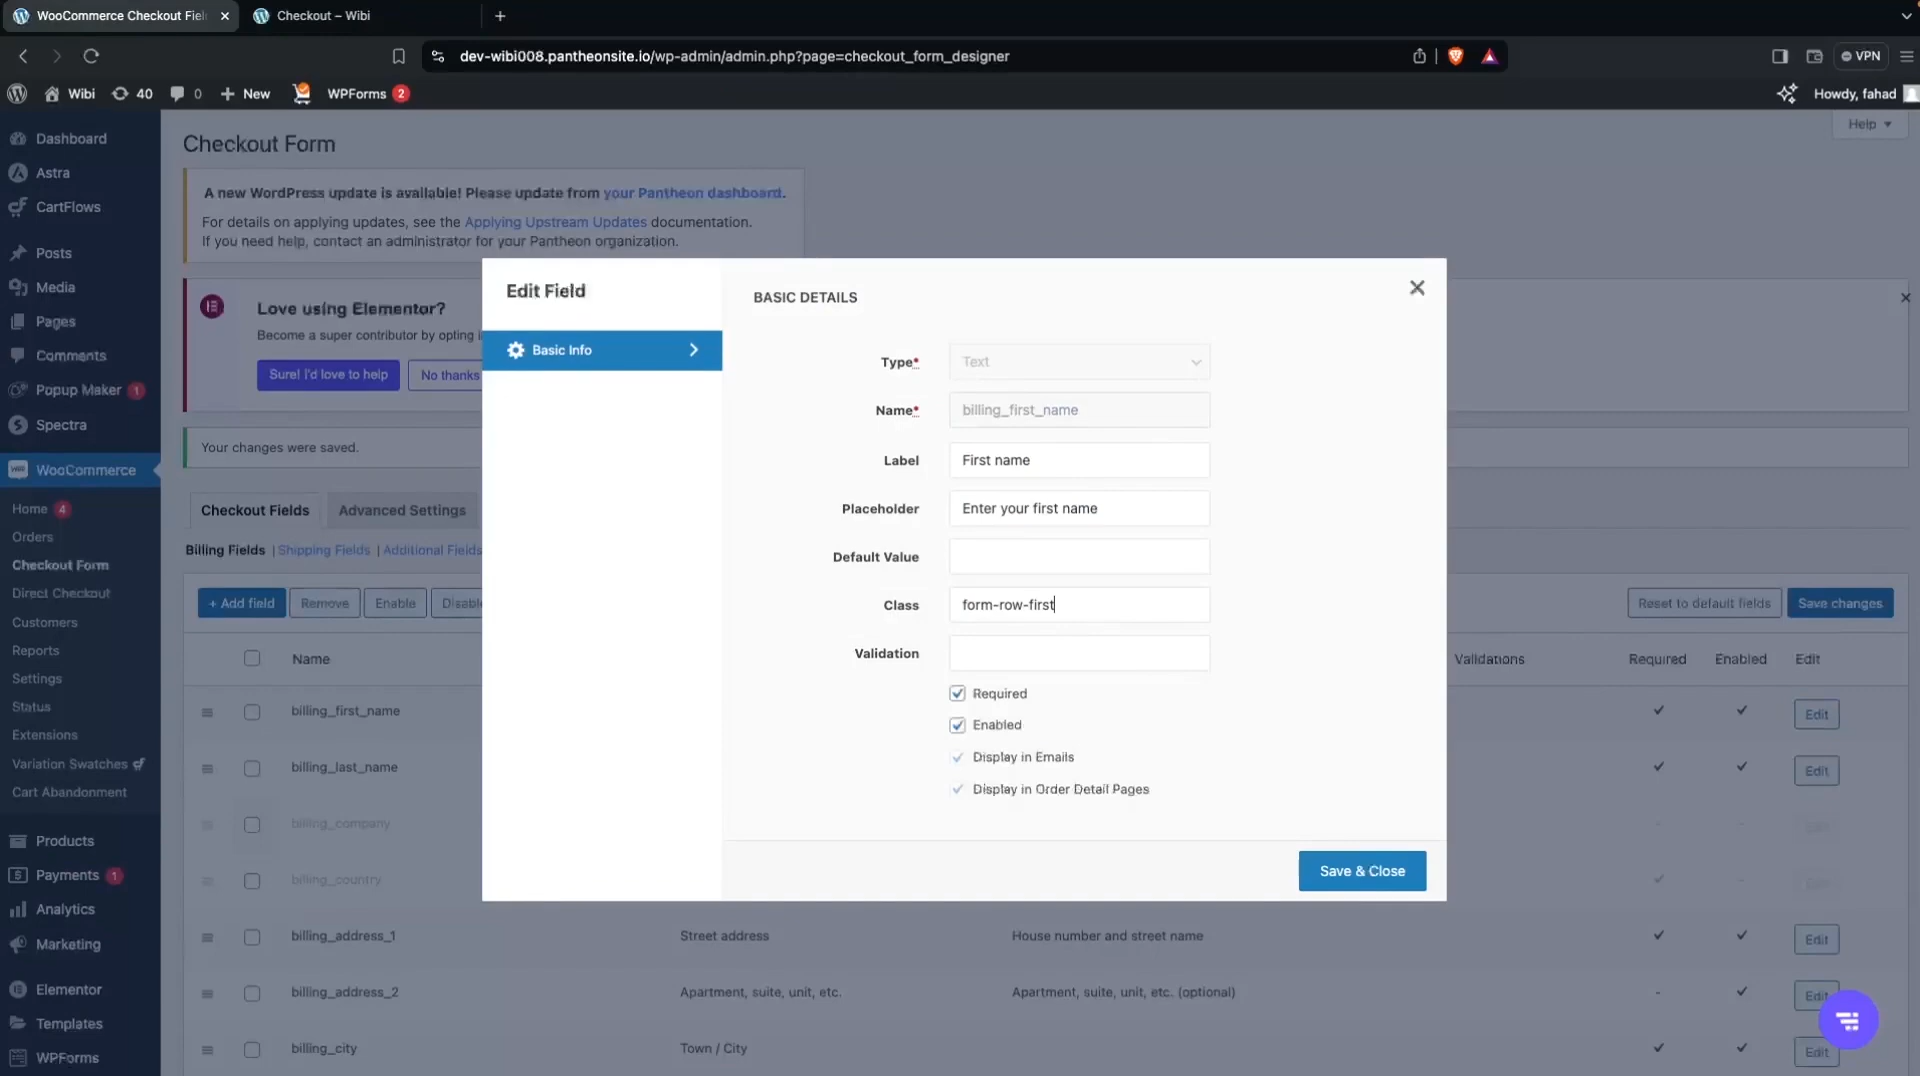 WooCommerce Checkout Fiel
Checkout – Wibi
dev-wibi008.pantheonsite.io/wp-admin/admin.php?page=checkout_form_designer
VPN
Wibi
40
0
New
WPForms 2
Howdy, fahad
Help
Dashboard
Astra
CartFlows
Posts
Media
Pages
Comments
Popup Maker 1
Spectra
WooCommerce
Home 4
Orders
Checkout Form
Direct Checkout
Customers
Reports
Settings
Status
Extensions
Variation Swatches
Cart Abandonment
Products
Payments 1
Analytics
Marketing
Elementor
Templates
WPForms
Checkout Form
A new WordPress update is available! Please update from your Pantheon dashboard.
For details on applying updates, see the Applying Upstream Updates documentation.
If you need help, contact an administrator for your Pantheon organization.
Love using Elementor?
Become a super contributor by opting i
Sure! I'd love to help
No thanks
Your changes were saved.
Checkout Fields
Advanced Settings
Billing Fields | Shipping Fields | Additional Fields
+ Add field
Remove
Enable
Disable
Reset to default fields
Save changes
Name
Validations
Required
Enabled
Edit
billing_first_name
Edit
billing_last_name
Edit
billing_company
billing_country
billing_address_1
Street address
House number and street name
Edit
billing_address_2
Apartment, suite, unit, etc.
Apartment, suite, unit, etc. (optional)
-
Edit
billing_city
Town / City
Edit
Edit Field
Basic Info
BASIC DETAILS
Type*
Text
Name*
billing_first_name
Label
First name
Placeholder
Enter your first name
Default Value
Class
form-row-first
Validation
Required
Enabled
Display in Emails
Display in Order Detail Pages
Save & Close